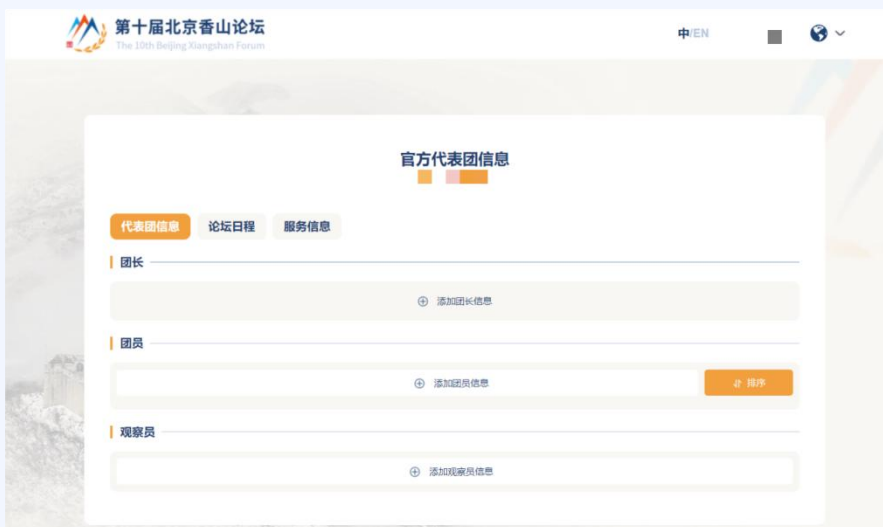 第十届北京香山论坛
The 10th Beijing Xiangshan Forum
中/EN
官方代表团信息
代表团信息 论坛日程 服务信息
团长
添加团长信息
团员
添加团员信息 排序
观察员
添加观察员信息